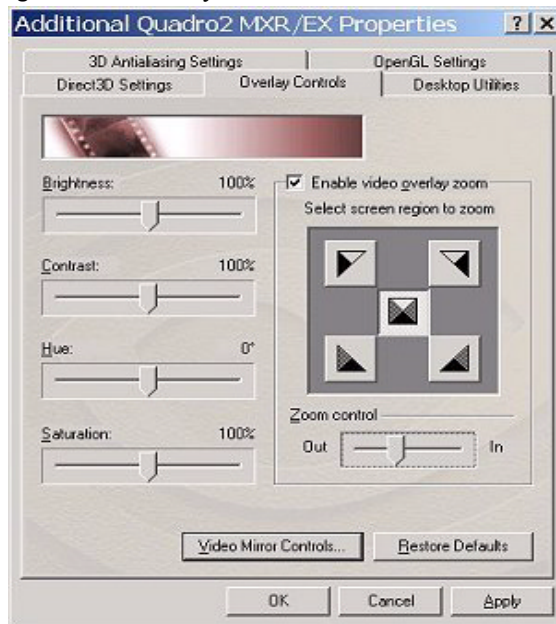 Additional Quadro2 MXR/EX Properties
3D Antialiasing Settings OpenGL Settings
Direct3D Settings Overlay Controls Desktop Utilities
Brightness: 100%
Enable video overlay zoom
Select screen region to zoom
Contrast: 100%
Hue: 0°
Zoom control
Saturation: 100%
Out In
Video Mirror Controls... Restore Defaults
OK Cancel Apply